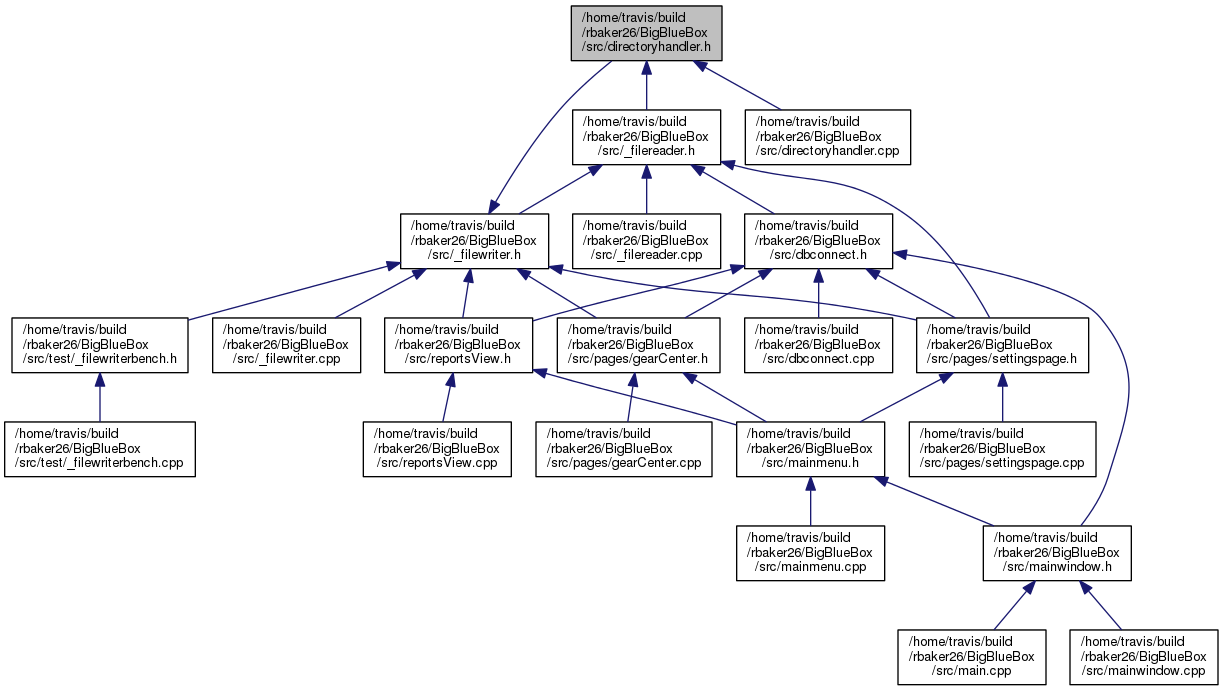 /home/travis/build
/rbaker26/BigBlueBox
/src/directoryhandler.h
/home/travis/build
/rbaker26/BigBlueBox
/src/_filereader.h
/home/travis/build
/rbaker26/BigBlueBox
/src/directoryhandler.cpp
/home/travis/build
/rbaker26/BigBlueBox
/src/_filewriter.h
/home/travis/build
/rbaker26/BigBlueBox
/src/_filereader.cpp
/home/travis/build
/rbaker26/BigBlueBox
/src/dbconnect.h
/home/travis/build
/rbaker26/BigBlueBox
/src/test/_filewriterbench.h
/home/travis/build
/rbaker26/BigBlueBox
/src/_filewriter.cpp
/home/travis/build
/rbaker26/BigBlueBox
/src/reportsView.h
/home/travis/build
/rbaker26/BigBlueBox
/src/pages/gearCenter.h
/home/travis/build
/rbaker26/BigBlueBox
/src/dbconnect.cpp
/home/travis/build
/rbaker26/BigBlueBox
/src/pages/settingspage.h
/home/travis/build
/rbaker26/BigBlueBox
/src/test/_filewriterbench.cpp
/home/travis/build
/rbaker26/BigBlueBox
/src/reportsView.cpp
/home/travis/build
/rbaker26/BigBlueBox
/src/pages/gearCenter.cpp
/home/travis/build
/rbaker26/BigBlueBox
/src/mainmenu.h
/home/travis/build
/rbaker26/BigBlueBox
/src/pages/settingspage.cpp
/home/travis/build
/rbaker26/BigBlueBox
/src/mainmenu.cpp
/home/travis/build
/rbaker26/BigBlueBox
/src/mainwindow.h
/home/travis/build
/rbaker26/BigBlueBox
/src/main.cpp
/home/travis/build
/rbaker26/BigBlueBox
/src/mainwindow.cpp